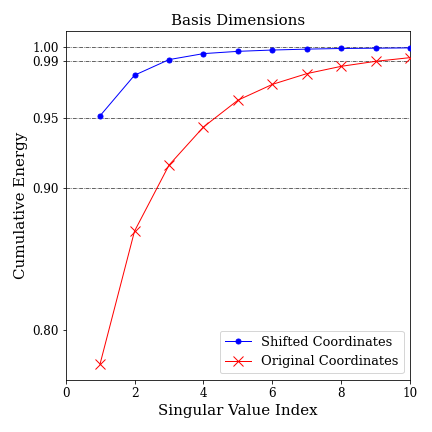 Basis Dimensions
1.00
0.99
0.95
0.90
0.80
Cumulative Energy
Shifted Coordinates
Original Coordinates
0 2 4 6 8 10
Singular Value Index